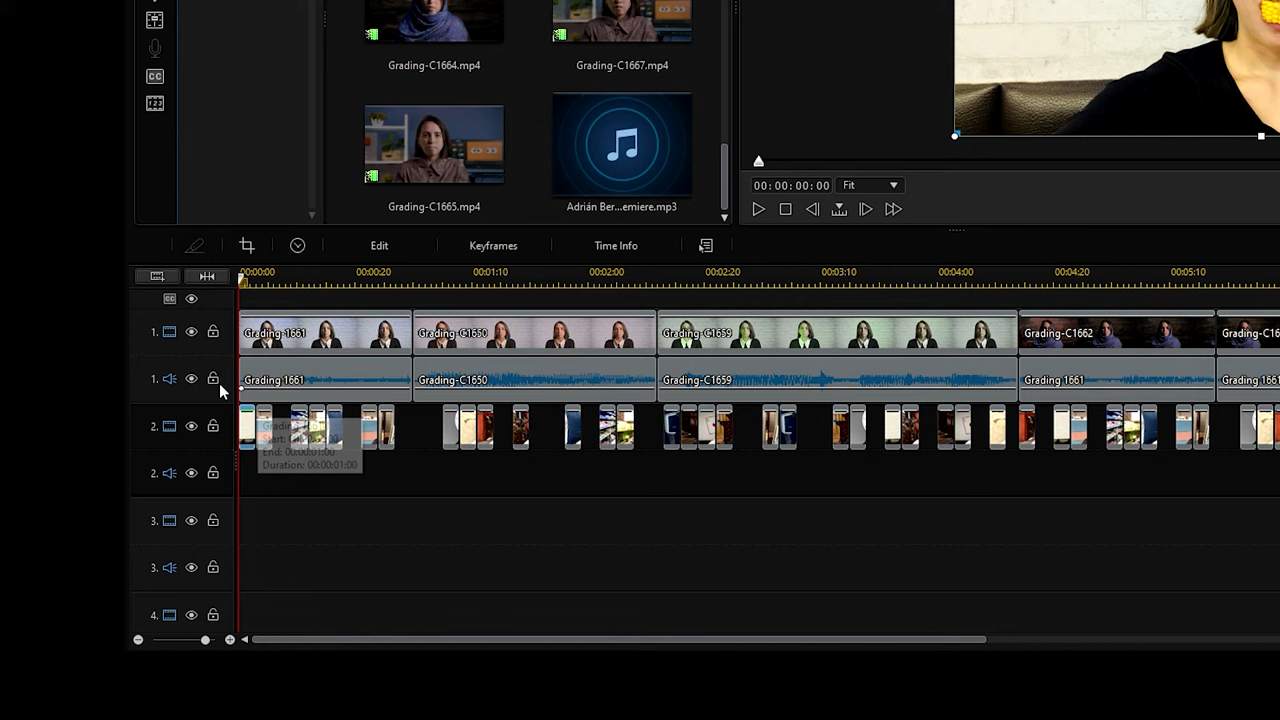 Grading-C1664.mp4
Grading-C1667.mp4
Grading-C1665.mp4
Adrián Ber...emiere.mp3
CC
123
00:00:00:00
Fit
Edit
Keyframes
Time Info
00:00:00
00:00:20
00:01:10
00:02:00
00:02:20
00:03:10
00:04:00
00:04:20
00:05:10
CC
1.
Grading-1661
Grading-C1650
Grading-C1659
Grading-C1662
Grading-C16
1.
Grading 1661
Grading-C1650
Grading-C1659
Grading 1661
Grading 1661
2.
End: 00:00:01:00
Duration: 00:00:01:00
2.
3.
3.
4.